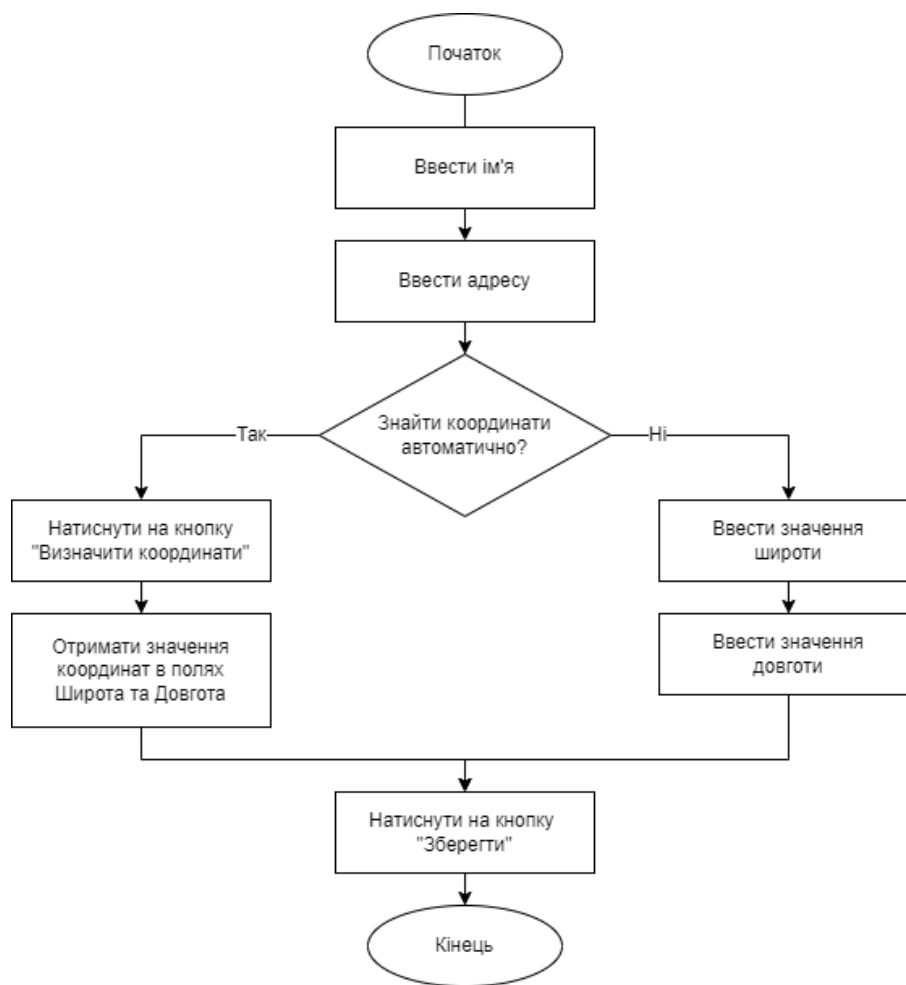 Початок
Ввести ім'я
Ввести адресу
Знайти координати
автоматично?
Так
Ні
Натиснути на кнопку
"Визначити координати"
Ввести значення
широти
Отримати значення
координат в полях
Широта та Довгота
Ввести значення
довготи
Натиснути на кнопку
"Зберегти"
Кінець